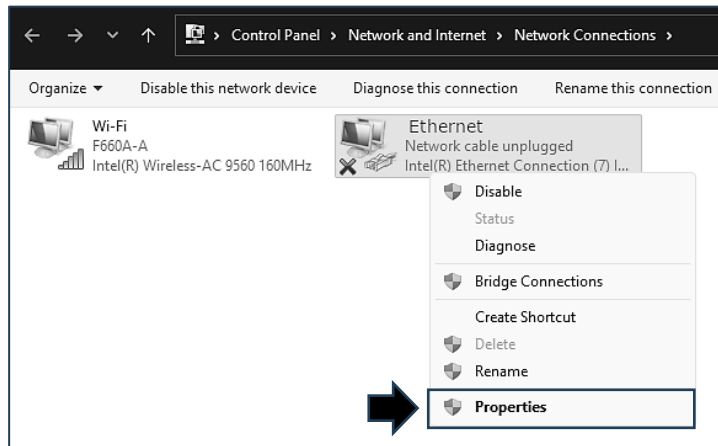 Control Panel > Network and Internet > Network Connections >
Organize Disable this network device Diagnose this connection Rename this connection
Wi-Fi
F660A-A
Intel(R) Wireless-AC 9560 160MHz
Ethernet
Network cable unplugged
Intel(R) Ethernet Connection (7) I...
Disable
Status
Diagnose
Bridge Connections
Create Shortcut
Delete
Rename
Properties